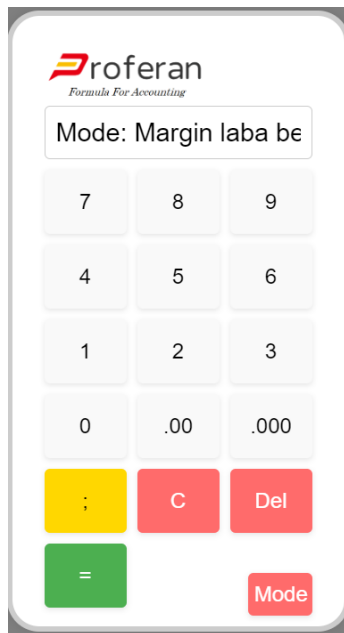 Proferan
Formula For Accounting
Mode: Margin laba be
7 8 9
4 5 6
1 2 3
0 .00 .000
; C Del
=
Mode